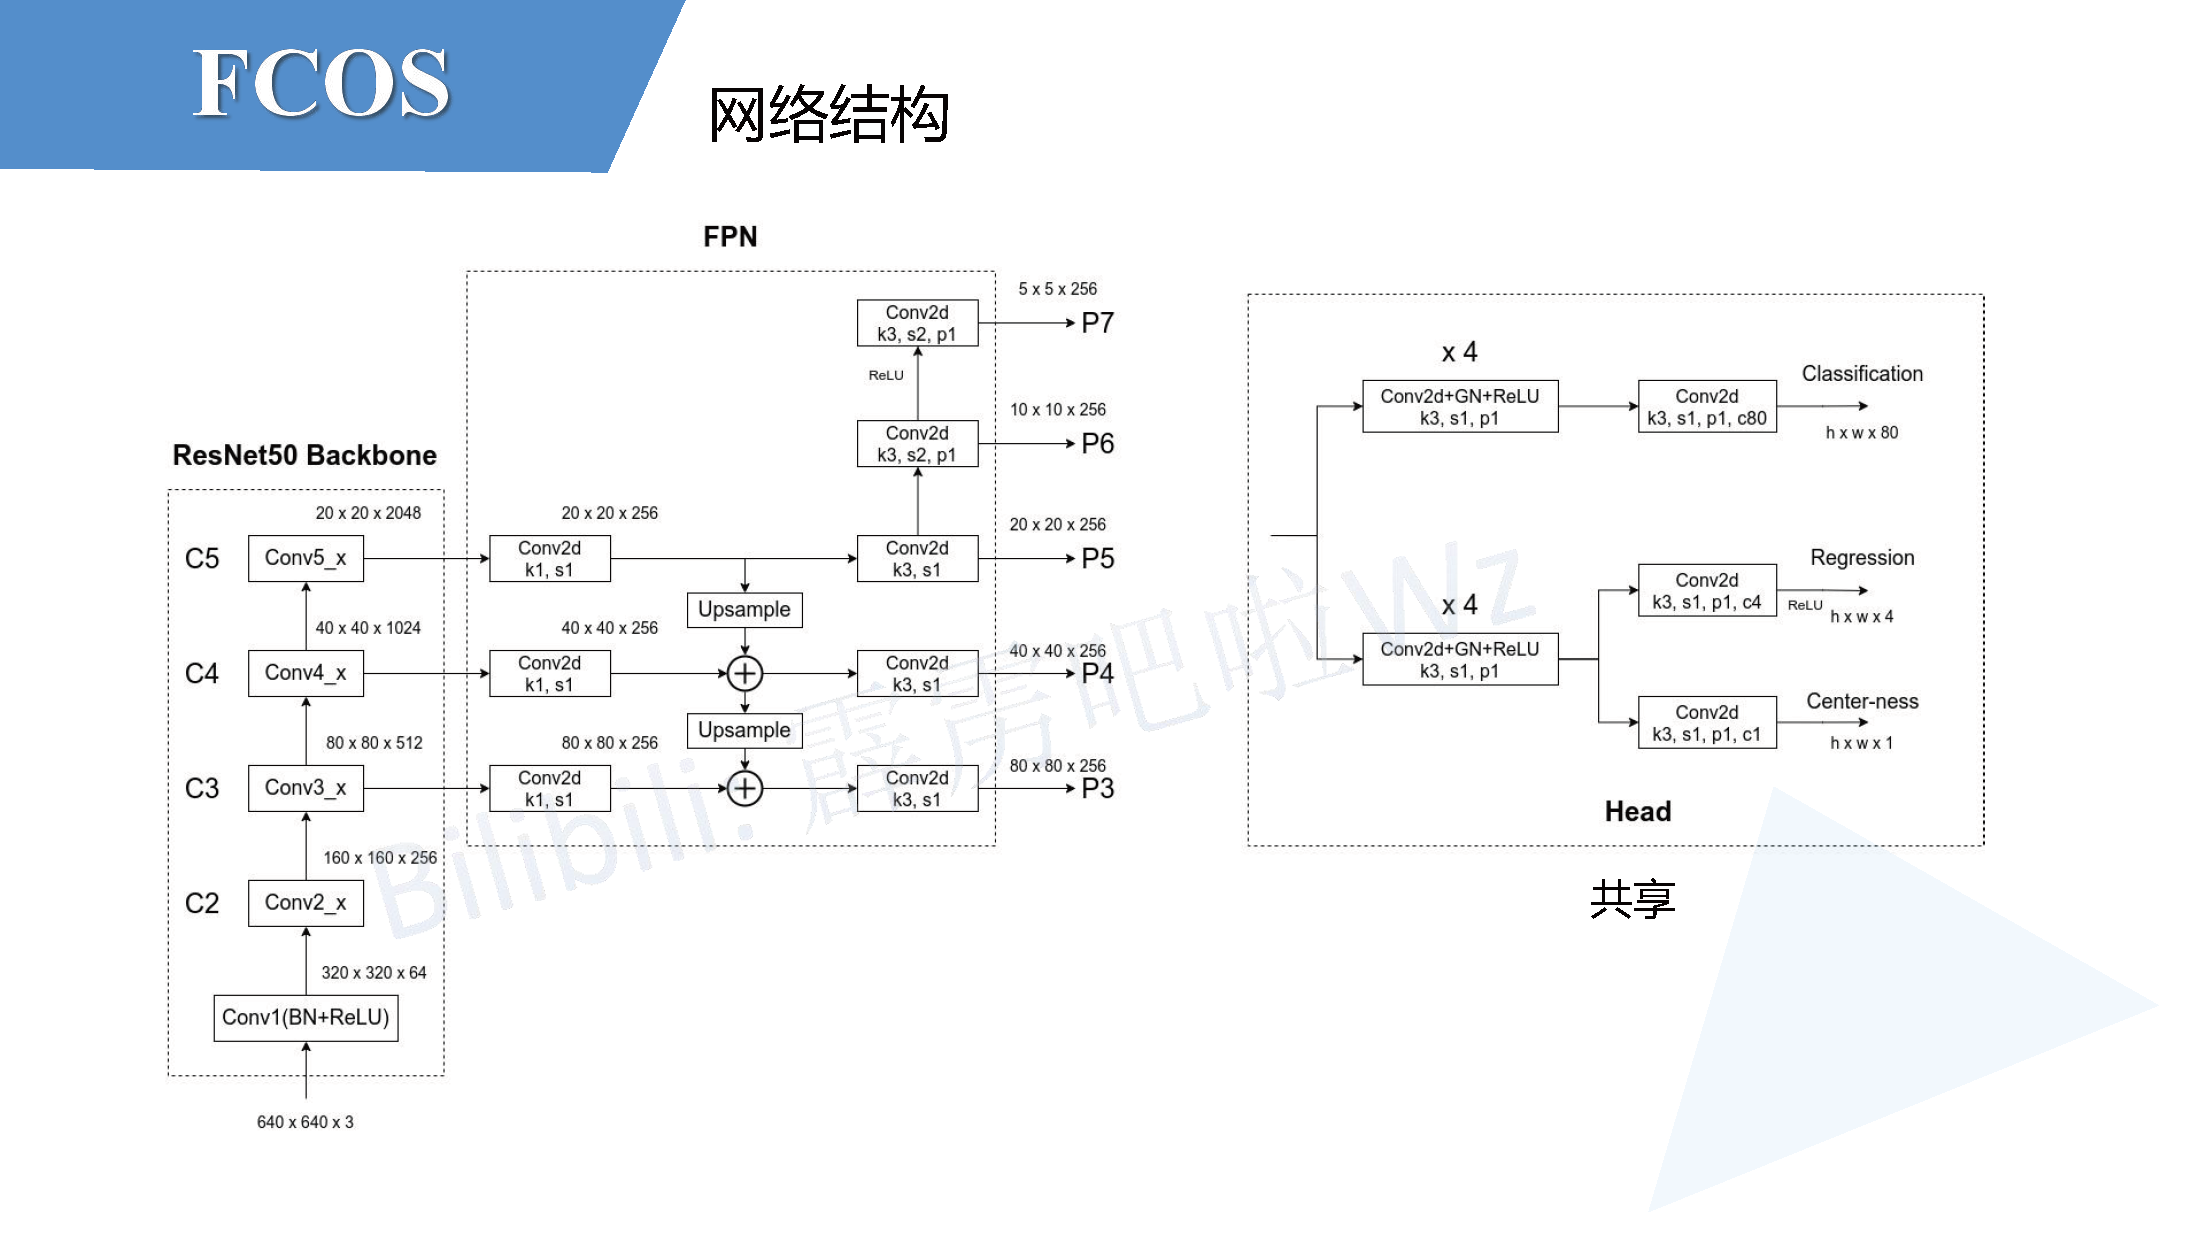 FCOS
网络结构
FPN
5 x 5 x 256
Conv2d
k3, s2, p1
P7
ReLU
10 x 10 x 256
Conv2d
k3, s2, p1
P6
ResNet50 Backbone
20 x 20 x 2048
20 x 20 x 256
20 x 20 x 256
C5
Conv5_x
Conv2d
k1, s1
Conv2d
k3, s1
P5
Upsample
40 x 40 x 1024
40 x 40 x 256
40 x 40 x 256
C4
Conv4_x
Conv2d
k1, s1
Conv2d
k3, s1
P4
Upsample
80 x 80 x 512
80 x 80 x 256
80 x 80 x 256
C3
Conv3_x
Conv2d
k1, s1
Conv2d
k3, s1
P3
160 x 160 x 256
C2
Conv2_x
320 x 320 x 64
Conv1(BN+ReLU)
640 x 640 x 3
x 4
Conv2d+GN+ReLU
k3, s1, p1
Conv2d
k3, s1, p1, c80
Classification
h x w x 80
x 4
Conv2d+GN+ReLU
k3, s1, p1
Conv2d
k3, s1, p1, c4
Regression
ReLU
h x w x 4
Conv2d
k3, s1, p1, c1
Center-ness
h x w x 1
Head
共享
Bilibili: 霹雳吧啦Wz